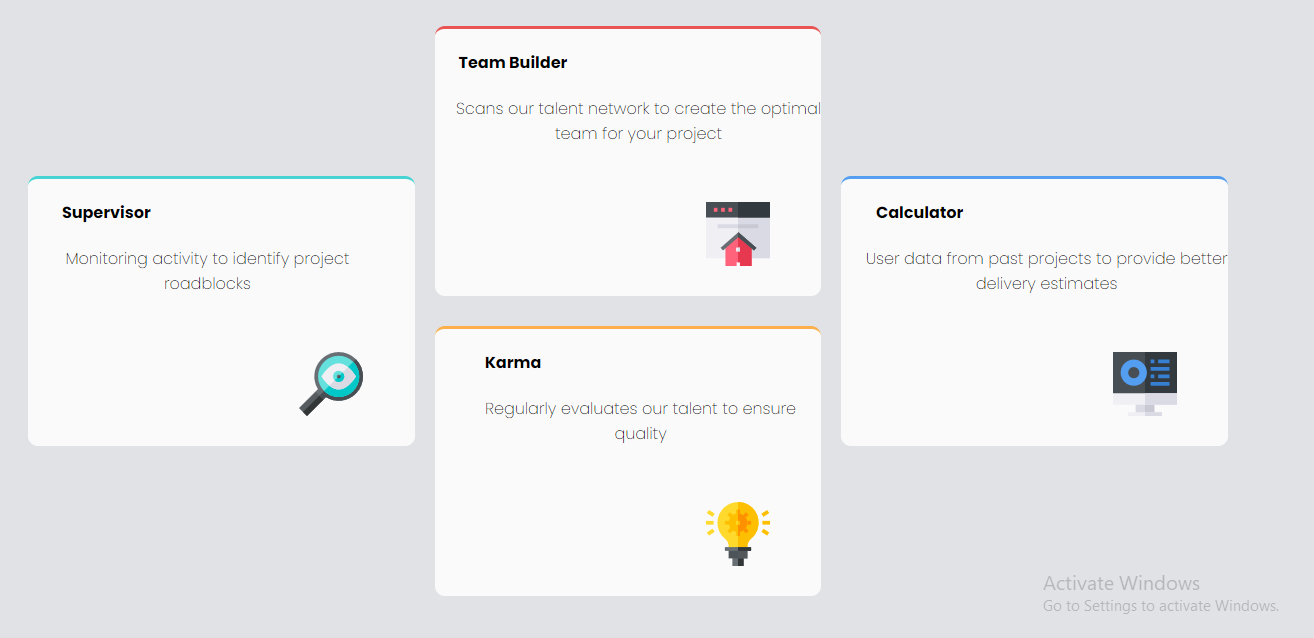 Team Builder
Scans our talent network to create the optimal
team for your project
Supervisor
Monitoring activity to identify project
roadblocks
Calculator
User data from past projects to provide better
delivery estimates
Karma
Regularly evaluates our talent to ensure
quality
Activate Windows
Go to Settings to activate Windows.